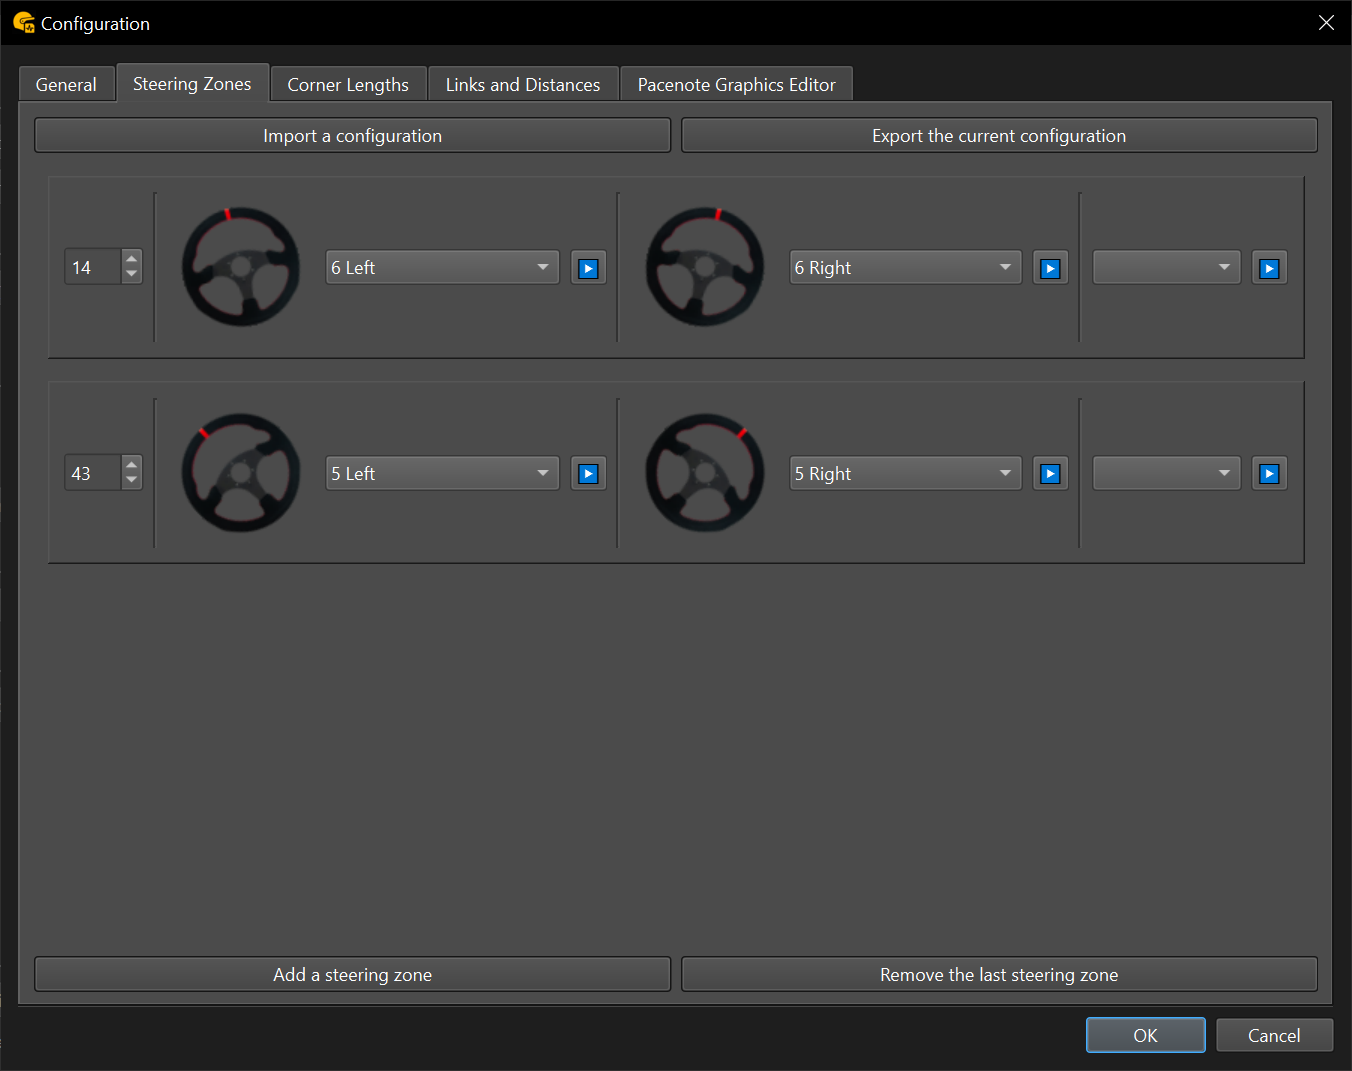 Configuration
General
Steering Zones
Corner Lengths
Links and Distances
Pacenote Graphics Editor
Import a configuration
Export the current configuration
14
6 Left
6 Right
43
5 Left
5 Right
Add a steering zone
Remove the last steering zone
OK
Cancel